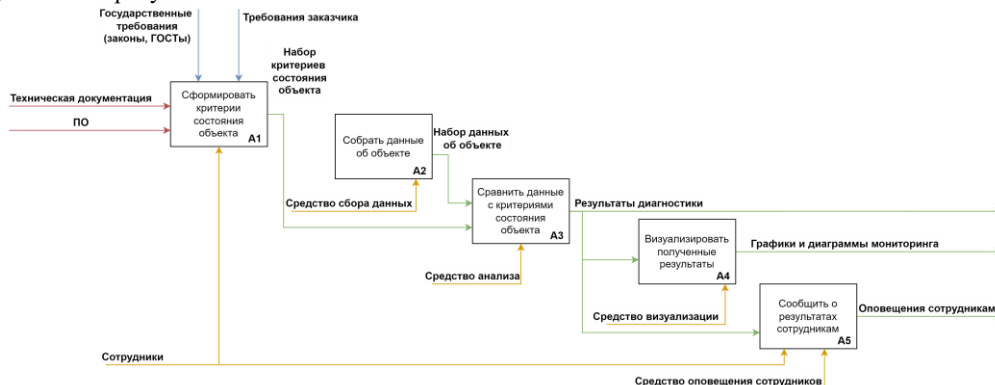 Государственные
требования
(законы, ГОСТы)
Требования заказчика
Набор
критериев
состояния
объекта
Техническая документация
ПО
Сформировать
критерии
состояния
объекта
A1
Собрать данные
об объекте
A2
Набор данных
об объекте
Средство сбора данных
Сравнить данные
с критериями
состояния
объекта
A3
Результаты диагностики
Средство анализа
Визуализировать
полученные
результаты
A4
Графики и диаграммы мониторинга
Средство визуализации
Сообщить о
результатах
сотрудникам
A5
Оповещения сотрудникам
Сотрудники
Средство оповещения сотрудников